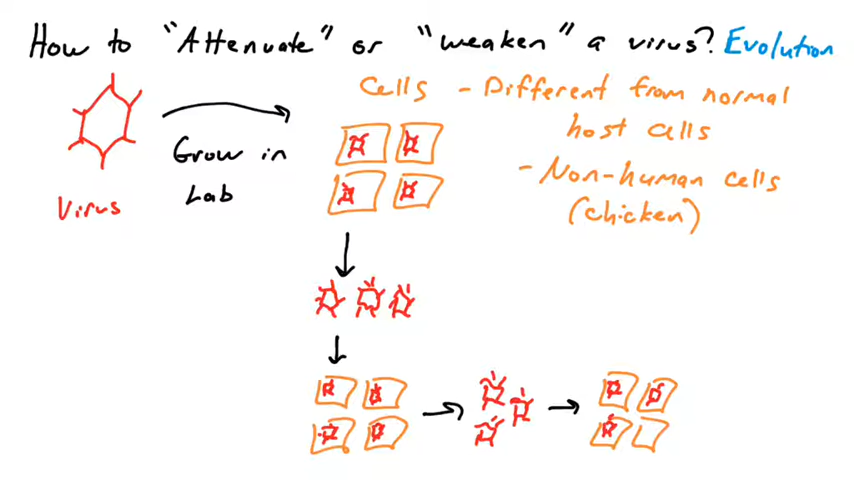 How to "Attenuate" or "weaken" a virus? Evolution
Cells - Different from normal
host cells
- Non-human cells
(chicken)
Grow in
Lab
Virus